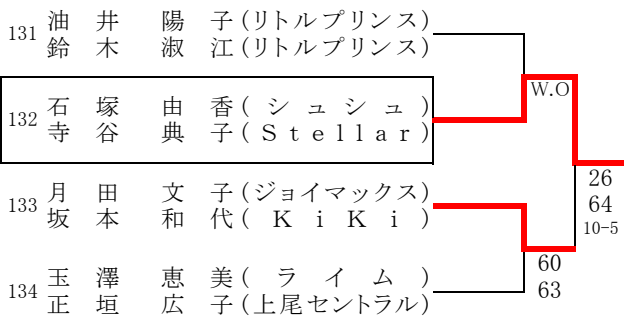 131 油井 陽子(リトルプリンス)
鈴木 淑江(リトルプリンス)
W.O
132 石塚 由香(シュシュ)
寺谷 典子(Stellar)
26
64
10-5
133 月田 文子(ジョイマックス)
坂本 和代(KiKi)
60
63
134 玉澤 恵美(ライム)
正垣 広子(上尾セントラル)